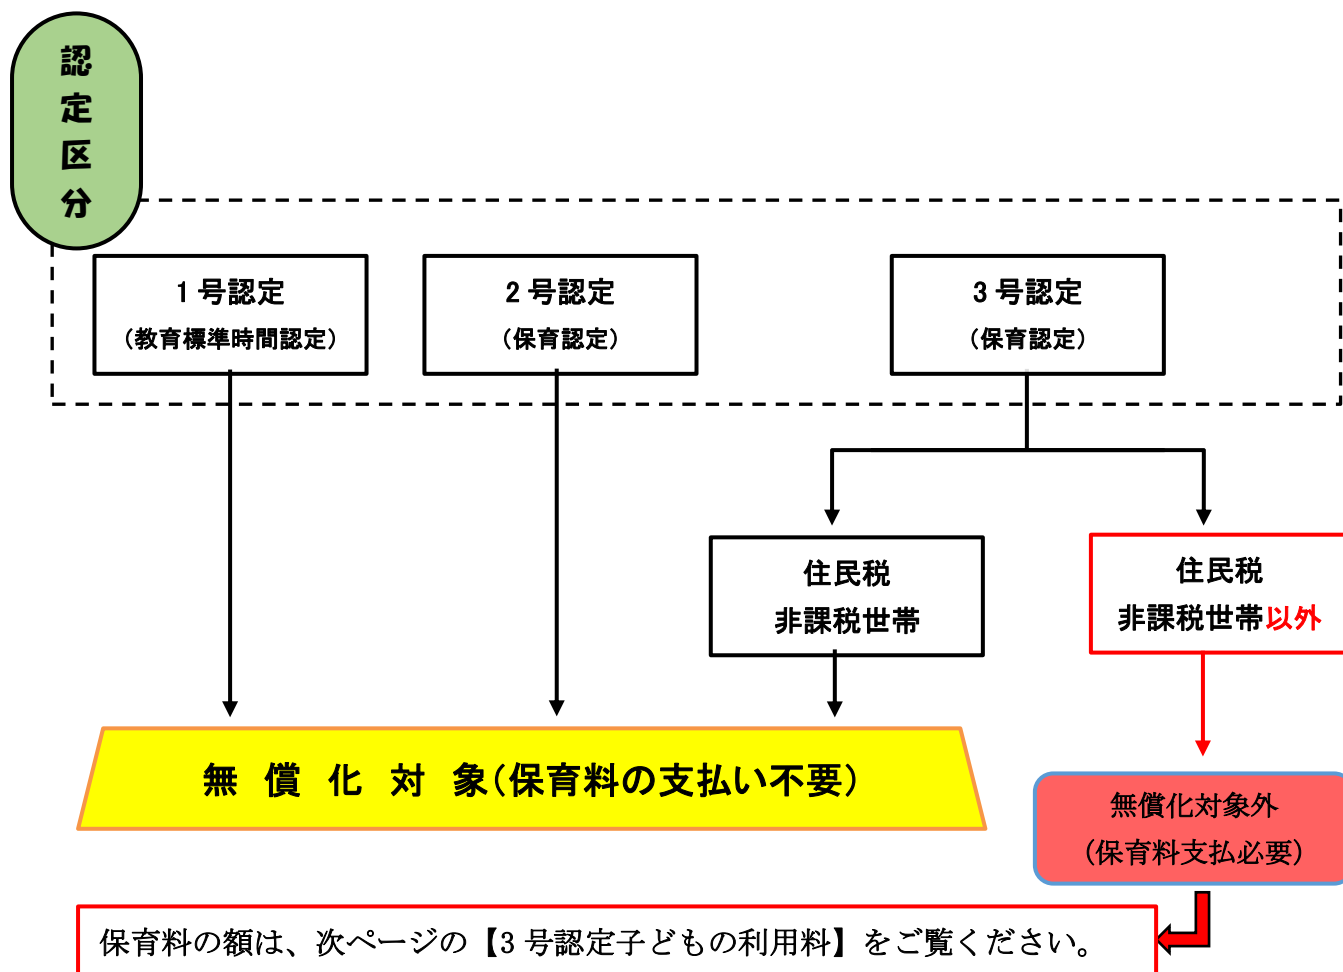 認定区分
1号認定
(教育標準時間認定)
2号認定
(保育認定)
3号認定
(保育認定)
住民税
非課税世帯
住民税
非課税世帯以外
無償化対象(保育料の支払い不要)
無償化対象外
(保育料支払必要)
保育料の額は、次ページの【3号認定子どもの利用料】をご覧ください。